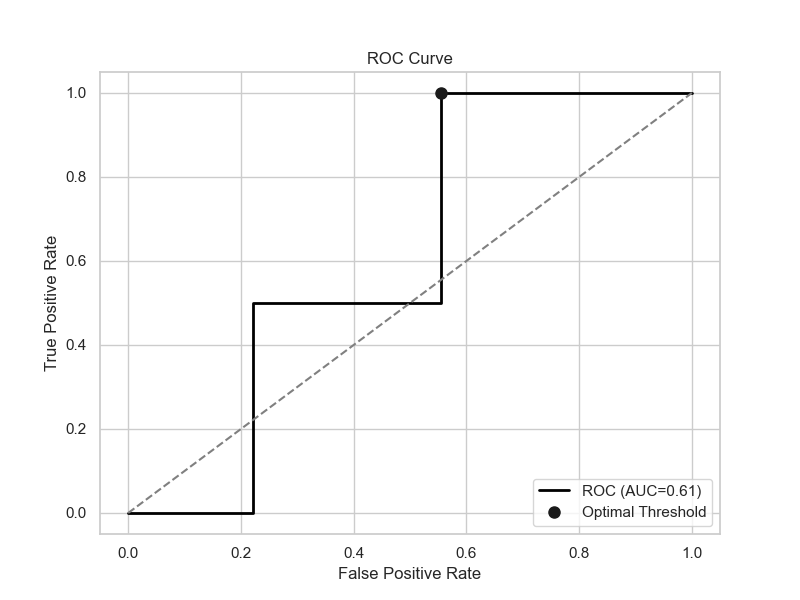 ROC Curve
1.0
0.8
0.6
0.4
0.2
0.0
True Positive Rate
0.0 0.2 0.4 0.6 0.8 1.0
False Positive Rate
ROC (AUC=0.61)
Optimal Threshold